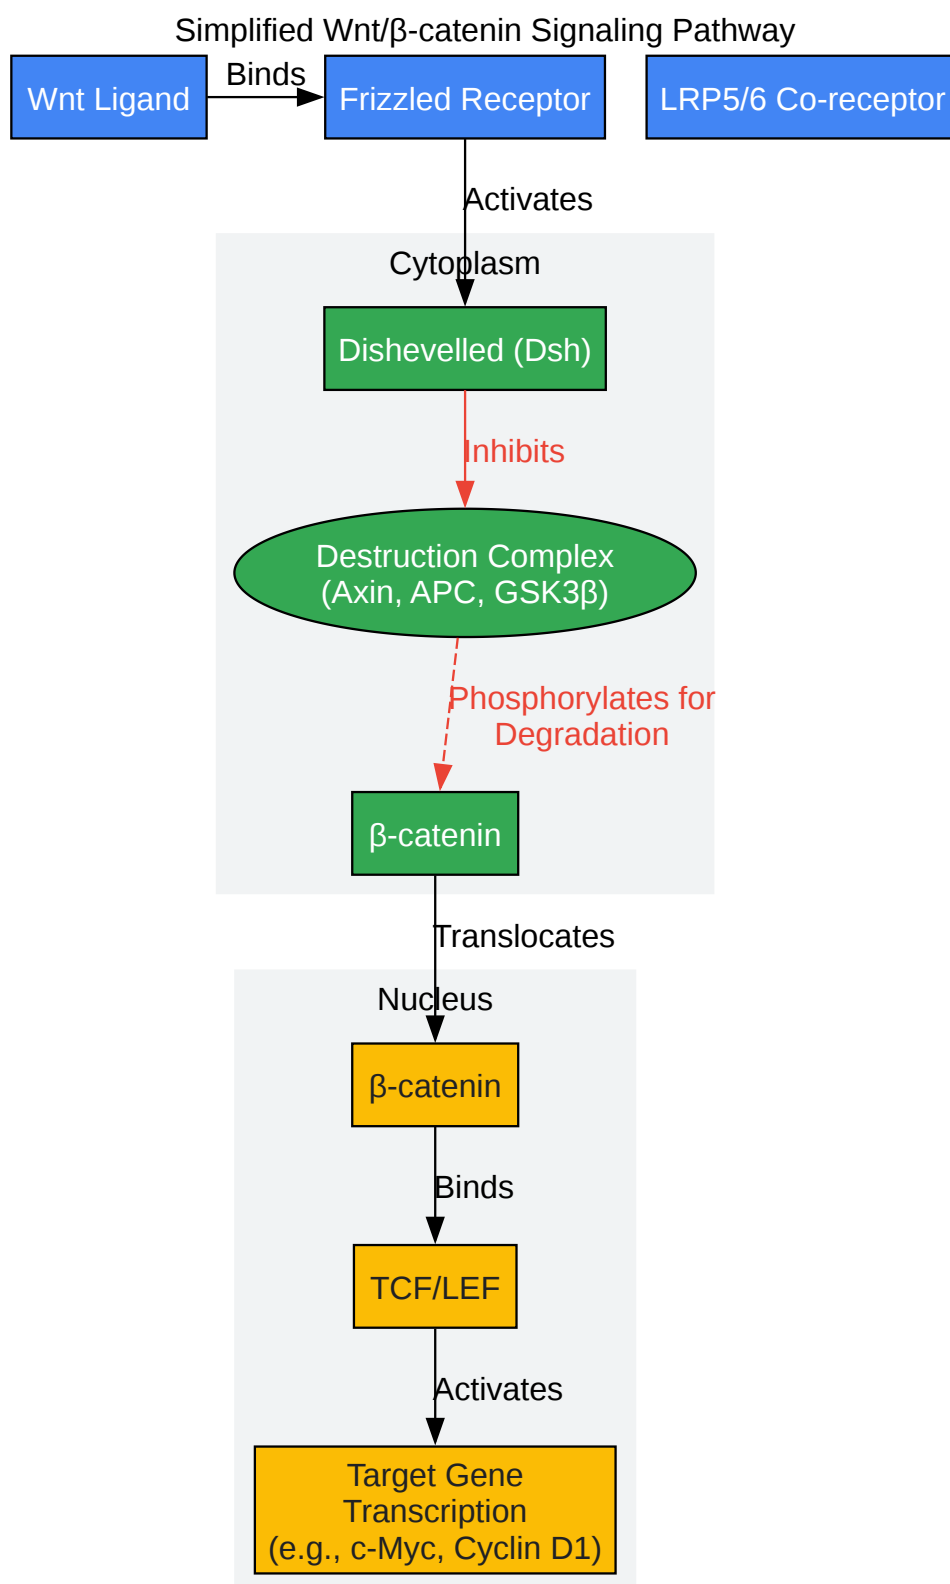 Simplified Wnt/β-catenin Signaling Pathway
Wnt Ligand
Binds
Frizzled Receptor
LRP5/6 Co-receptor
Activates
Cytoplasm
Dishevelled (Dsh)
Inhibits
Destruction Complex
(Axin, APC, GSK3β)
Phosphorylates for
Degradation
β-catenin
Translocates
Nucleus
β-catenin
Binds
TCF/LEF
Activates
Target Gene
Transcription
(e.g., c-Myc, Cyclin D1)